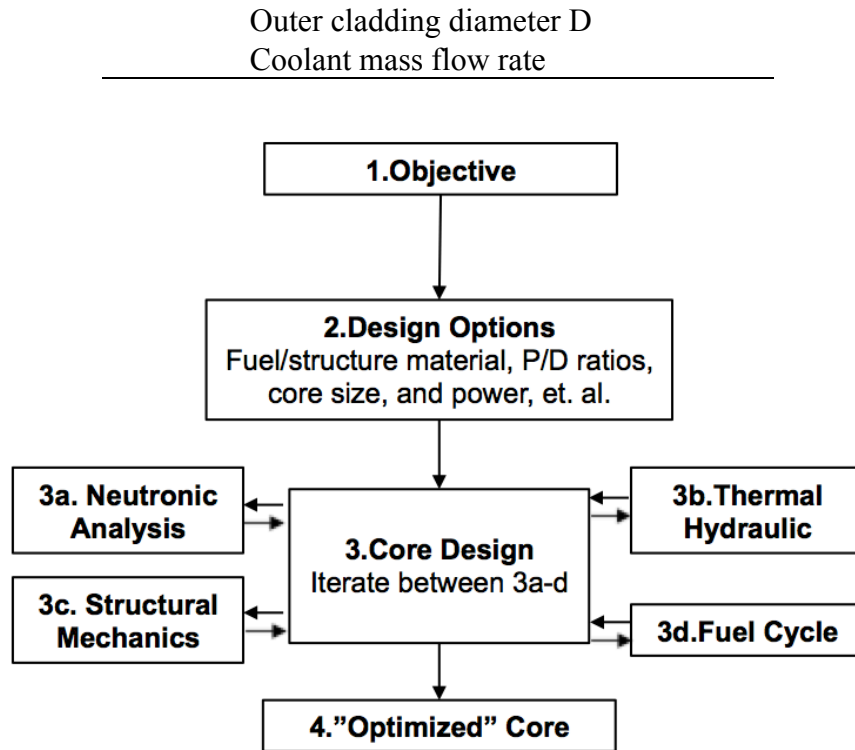 Outer cladding diameter D
Coolant mass flow rate
1.Objective
2.Design Options
Fuel/structure material, P/D ratios,
core size, and power, et. al.
3a. Neutronic
Analysis
3b.Thermal
Hydraulic
3.Core Design
Iterate between 3a-d
3c. Structural
Mechanics
3d.Fuel Cycle
4.”Optimized” Core